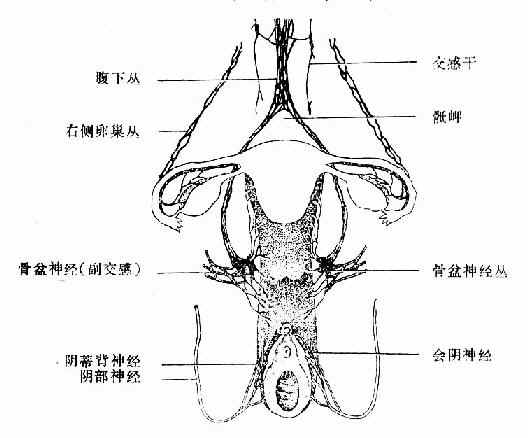 腹下丛
交感干
骶岬
右侧卵巢丛
骨盆神经(副交感)
骨盆神经丛
阴蒂背神经
会阴神经
阴部神经